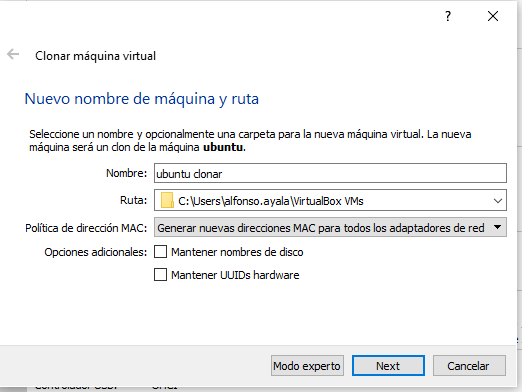 ?
Clonar máquina virtual
Nuevo nombre de máquina y ruta
Seleccione un nombre y opcionalmente una carpeta para la nueva máquina virtual. La nueva
máquina será un clon de la máquina ubuntu.
Nombre: ubuntu clonar
Ruta: C:\Users\alfonso.ayala\VirtualBox VMs
Política de dirección MAC: Generar nuevas direcciones MAC para todos los adaptadores de red
Opciones adicionales: Mantener nombres de disco
Mantener UUIDs hardware
Modo experto Next Cancelar